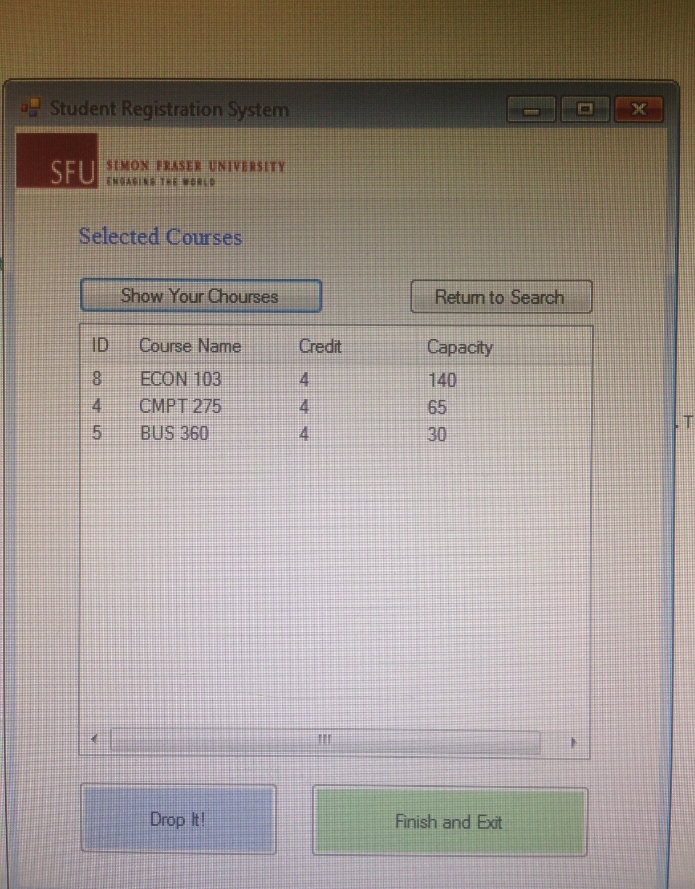 Student Registration System
SFU
SIMON FRASER UNIVERSITY
ENGAGING THE WORLD
Selected Courses
Show Your Chourses
Return to Search
ID Course Name Credit Capacity
8 ECON 103 4 140
4 CMPT 275 4 65
5 BUS 360 4 30
.T
Drop It!
Finish and Exit